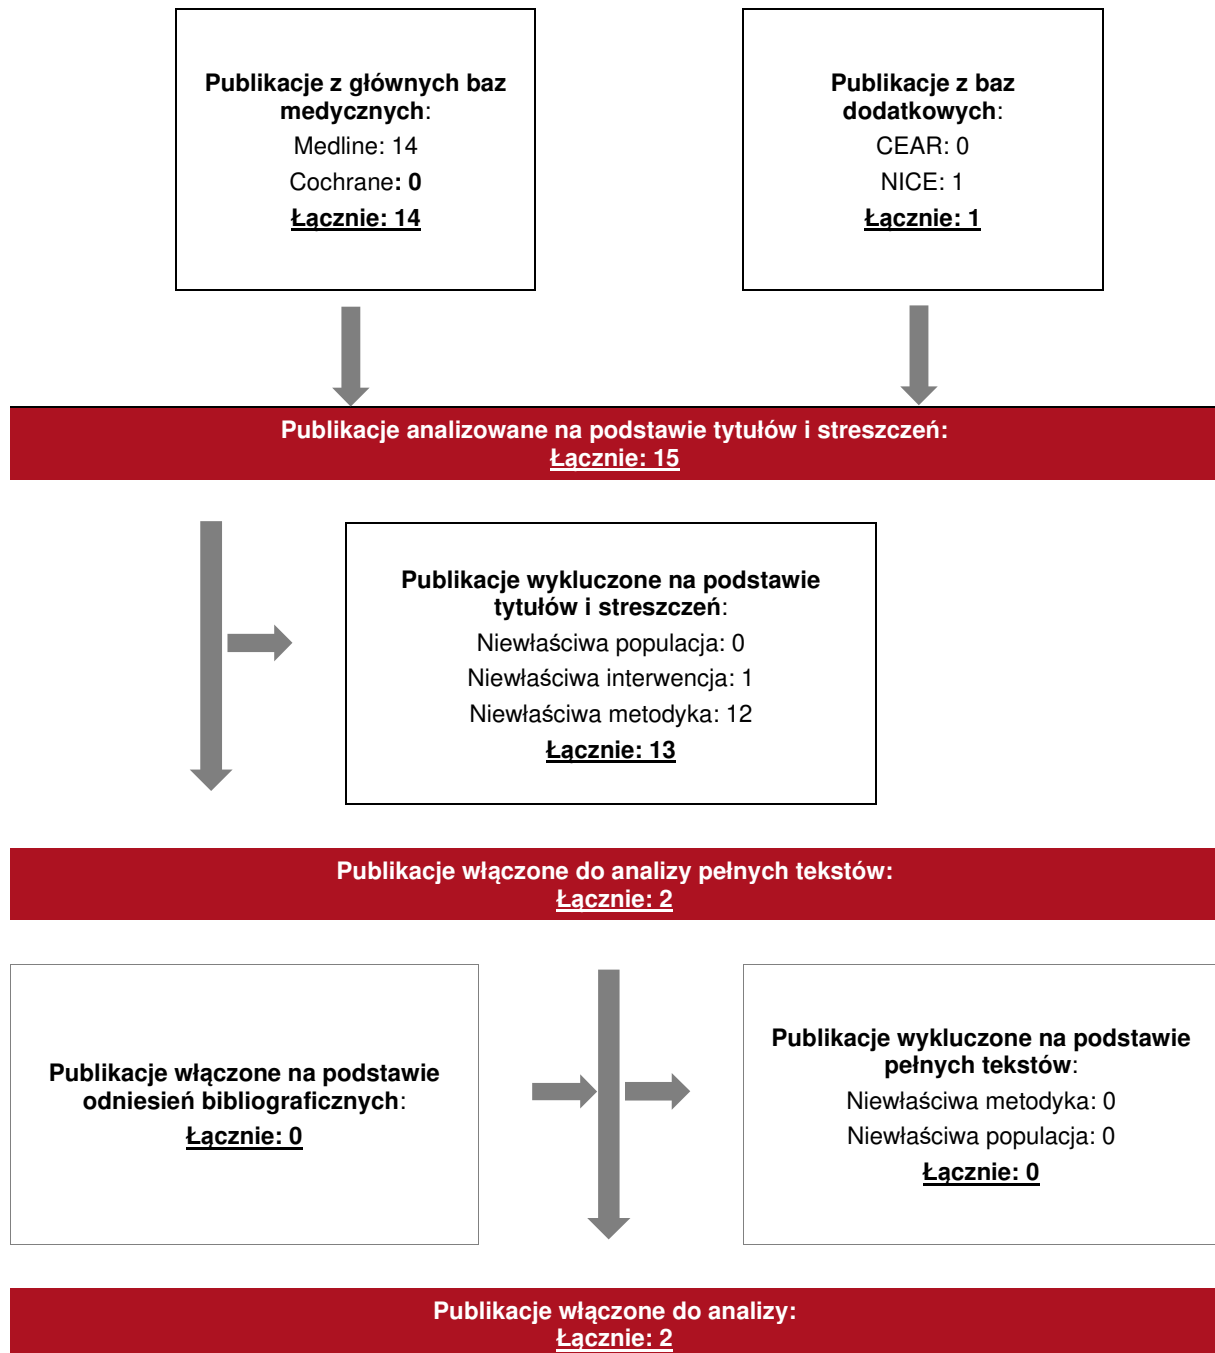 Publikacje z głównych baz
medycznych:
Medline: 14
Cochrane: 0
Łącznie: 14
Publikacje z baz
dodatkowych:
CEAR: 0
NICE: 1
Łącznie: 1
Publikacje analizowane na podstawie tytułów i streszczeń:
Łącznie: 15
Publikacje wykluczone na podstawie
tytułów i streszczeń:
Niewłaściwa populacja: 0
Niewłaściwa interwencja: 1
Niewłaściwa metodyka: 12
Łącznie: 13
Publikacje włączone do analizy pełnych tekstów:
Łącznie: 2
Publikacje włączone na podstawie
odniesień bibliograficznych:
Łącznie: 0
Publikacje wykluczone na podstawie
pełnych tekstów:
Niewłaściwa metodyka: 0
Niewłaściwa populacja: 0
Łącznie: 0
Publikacje włączone do analizy:
Łącznie: 2